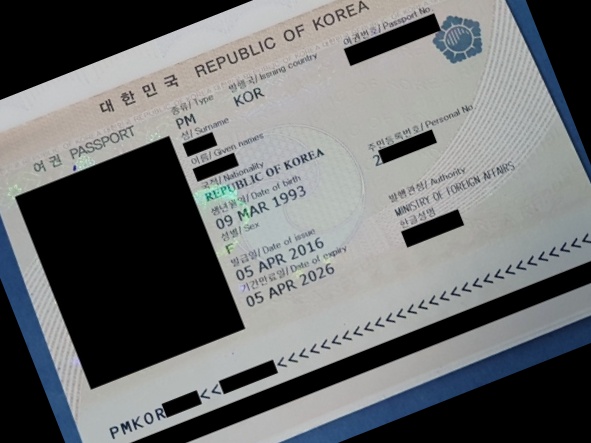 대한민국 REPUBLIC OF KOREA
여권 PASSPORT
종류/ Type 발행국/ Issuing country 여권번호/ Passport No.
PM KOR
성/ Surname
이름/ Given names
국적/ Nationality 주민등록번호/ Personal No.
REPUBLIC OF KOREA 2
생년월일/ Date of birth
09 MAR 1993
성별/ Sex 발행관청/ Authority
F MINISTRY OF FOREIGN AFFAIRS
발급일/ Date of issue 한글성명
05 APR 2016
기간만료일/ Date of expiry
05 APR 2026
PMKOR